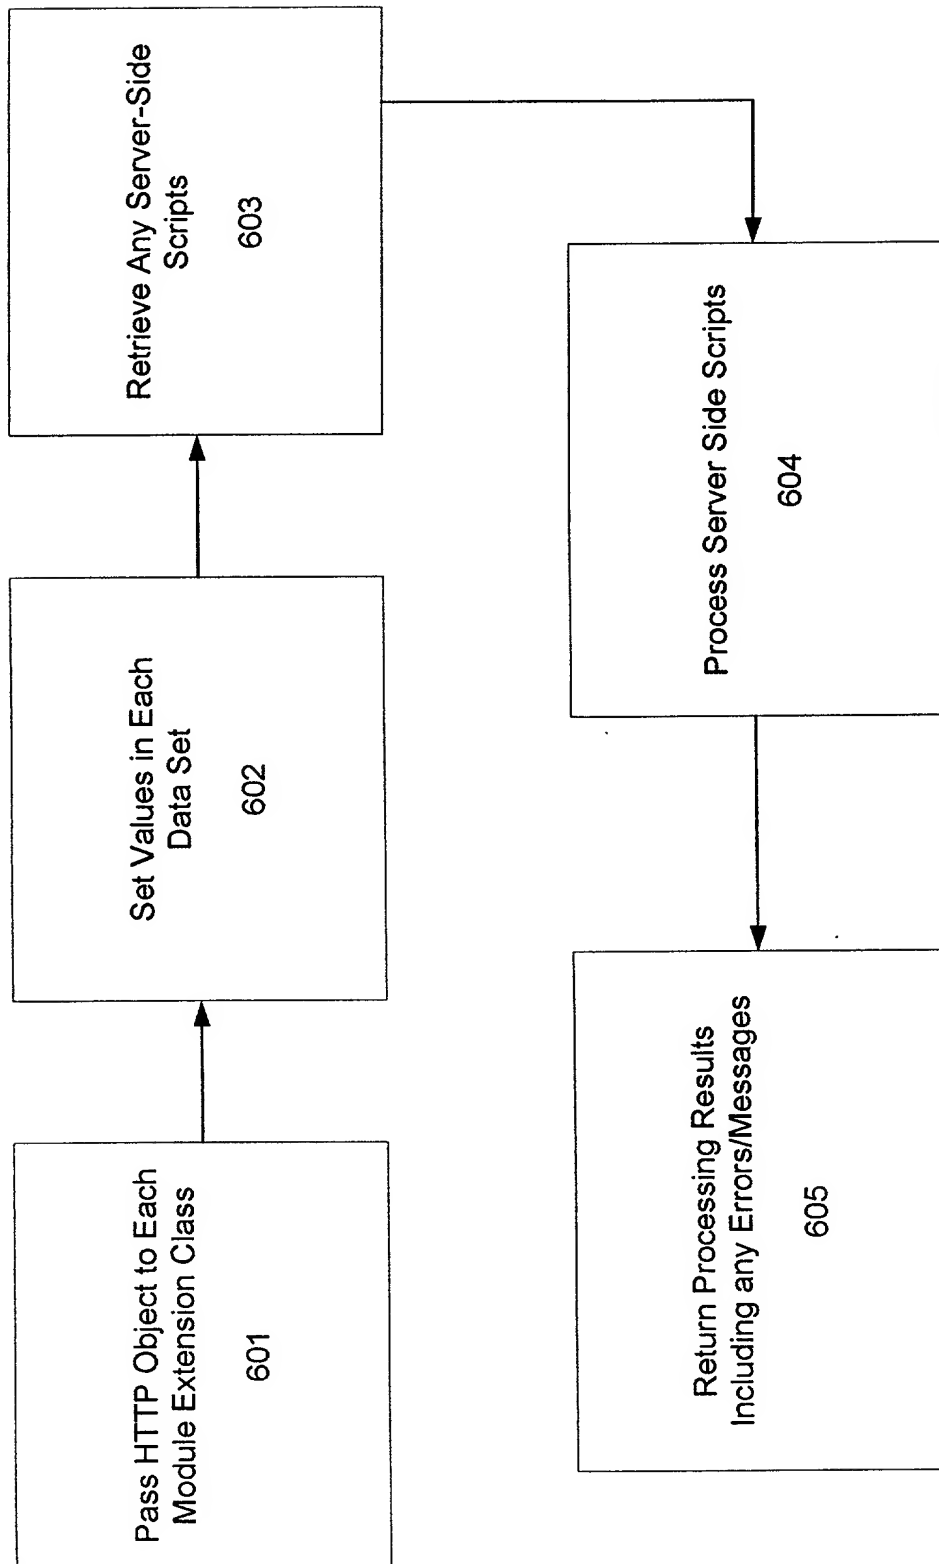 Pass HTTP Object to Each
Module Extension Class
601
Set Values in Each
Data Set
602
Retrieve Any Server-Side
Scripts
603
Process Server Side Scripts
604
Return Processing Results
Including any Errors/Messages
605